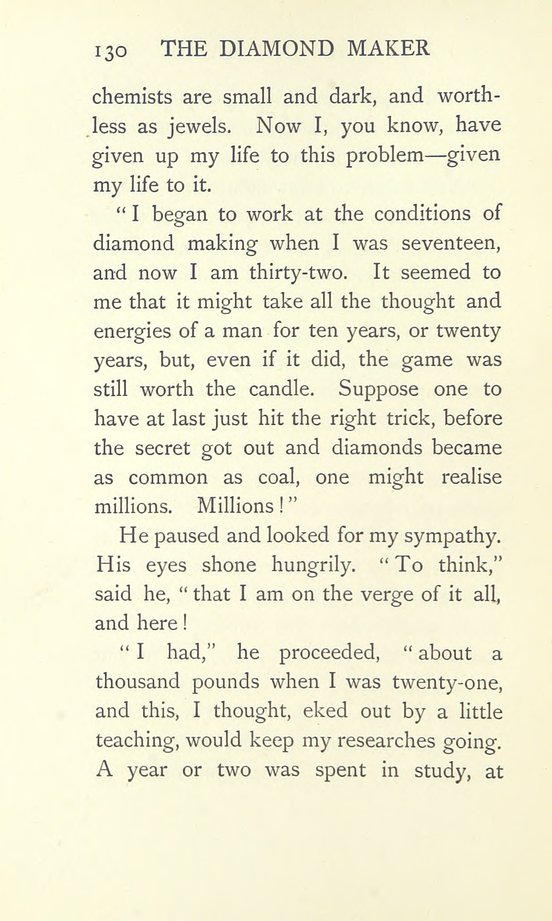 130 THE DIAMOND MAKER
chemists are small and dark, and worth-
less as jewels. Now I, you know, have
given up my life to this problem—given
my life to it.
“ I began to work at the conditions of
diamond making when I was seventeen,
and now I am thirty-two. It seemed to
me that it might take all the thought and
energies of a man for ten years, or twenty
years, but, even if it did, the game was
still worth the candle. Suppose one to
have at last just hit the right trick, before
the secret got out and diamonds became
as common as coal, one might realise
millions. Millions ! ”
He paused and looked for my sympathy.
His eyes shone hungrily. “ To think,”
said he, “ that I am on the verge of it all,
and here !
“ I had,” he proceeded, “ about a
thousand pounds when I was twenty-one,
and this, I thought, eked out by a little
teaching, would keep my researches going.
A year or two was spent in study, at